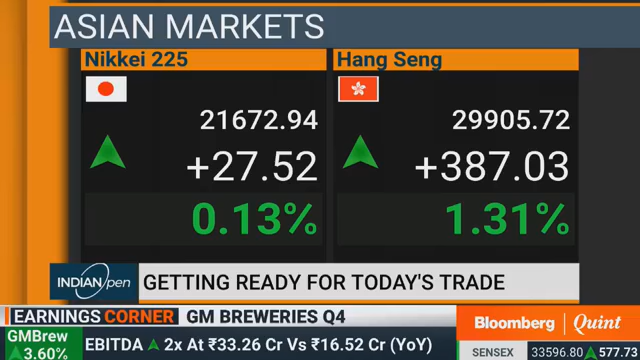 ASIAN MARKETS
Nikkei 225
21672.94
+27.52
0.13%
Hang Seng
29905.72
+387.03
1.31%
INDIAN Open GETTING READY FOR TODAY'S TRADE
EARNINGS CORNER GM BREWERIES Q4
GMBrew
3.60%
EBITDA 2x At ₹33.26 Cr Vs ₹16.52 Cr (YoY)
Bloomberg Quint
SENSEX 33596.80 577.73